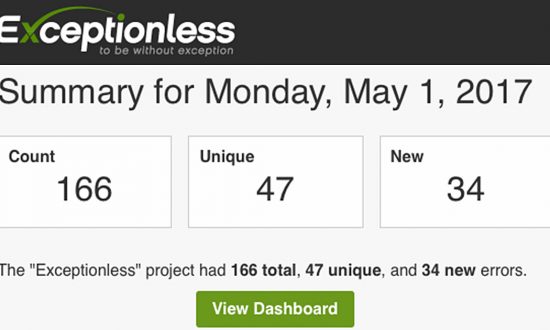 Exceptionless
to be without exception
Summary for Monday, May 1, 2017
Count
166
Unique
47
New
34
The "Exceptionless" project had 166 total, 47 unique, and 34 new errors.
View Dashboard